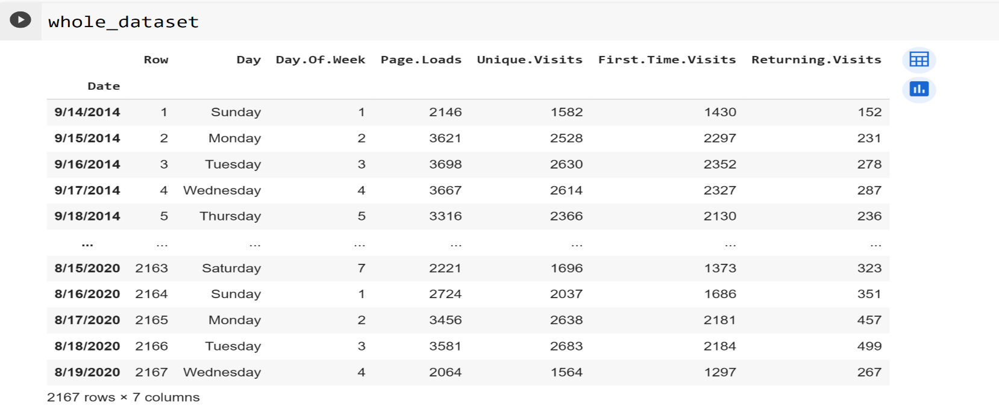 whole_dataset
Row Day Day.Of.Week Page.Loads Unique.Visits First.Time.Visits Returning.Visits
Date
9/14/2014 1 Sunday 1 2146 1582 1430 152
9/15/2014 2 Monday 2 3621 2528 2297 231
9/16/2014 3 Tuesday 3 3698 2630 2352 278
9/17/2014 4 Wednesday 4 3667 2614 2327 287
9/18/2014 5 Thursday 5 3316 2366 2130 236
... ... ... ... ... ... ... ...
8/15/2020 2163 Saturday 7 2221 1696 1373 323
8/16/2020 2164 Sunday 1 2724 2037 1686 351
8/17/2020 2165 Monday 2 3456 2638 2181 457
8/18/2020 2166 Tuesday 3 3581 2683 2184 499
8/19/2020 2167 Wednesday 4 2064 1564 1297 267
2167 rows × 7 columns